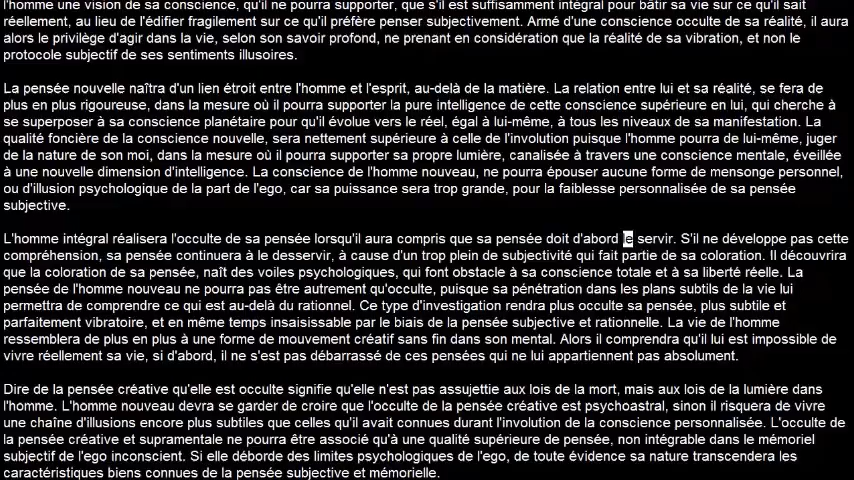 l'homme une vision de sa conscience, qu'il ne pourra supporter, que s'il est suffisamment intégral pour bâtir sa vie sur ce qu'il sait
réellement, au lieu de l'édifier fragilement sur ce qu'il préfère penser subjectivement. Armé d'une conscience occulte de sa réalité, il aura
alors le privilège d'agir dans la vie, selon son savoir profond, ne prenant en considération que la réalité de sa vibration, et non le
protocole subjectif de ses sentiments illusoires.
La pensée nouvelle naîtra d'un lien étroit entre l'homme et l'esprit, au-delà de la matière. La relation entre lui et sa réalité, se fera de
plus en plus rigoureuse, dans la mesure où il pourra supporter la pure intelligence de cette conscience supérieure en lui, qui cherche à
se superposer à sa conscience planétaire pour qu'il évolue vers le réel, égal à lui-même, à tous les niveaux de sa manifestation. La
qualité foncière de la conscience nouvelle, sera nettement supérieure à celle de l'involution puisque l'homme pourra de lui-même, juger
de la nature de son moi, dans la mesure où il pourra supporter sa propre lumière, canalisée à travers une conscience mentale, éveillée
à une nouvelle dimension d'intelligence. La conscience de l'homme nouveau, ne pourra épouser aucune forme de mensonge personnel,
ou d'illusion psychologique de la part de l'ego, car sa puissance sera trop grande, pour la faiblesse personnalisée de sa pensée
subjective.
L'homme intégral réalisera l'occulte de sa pensée lorsqu'il aura compris que sa pensée doit d'abord le servir. S'il ne développe pas cette
compréhension, sa pensée continuera à le desservir, à cause d'un trop plein de subjectivité qui fait partie de sa coloration. Il découvrira
que la coloration de sa pensée, naît des voiles psychologiques, qui font obstacle à sa conscience totale et à sa liberté réelle. La
pensée de l'homme nouveau ne pourra pas être autrement qu'occulte, puisque sa pénétration dans les plans subtils de la vie lui
permettra de comprendre ce qui est au-delà du rationnel. Ce type d'investigation rendra plus occulte sa pensée, plus subtile et
parfaitement vibratoire, et en même temps insaisissable par le biais de la pensée subjective et rationnelle. La vie de l'homme
ressemblera de plus en plus à une forme de mouvement créatif sans fin dans son mental. Alors il comprendra qu'il lui est impossible de
vivre réellement sa vie, si d'abord, il ne s'est pas débarrassé de ces pensées qui ne lui appartiennent pas absolument.
Dire de la pensée créative qu'elle est occulte signifie qu'elle n'est pas assujettie aux lois de la mort, mais aux lois de la lumière dans
l'homme. L'homme nouveau devra se garder de croire que l'occulte de la pensée créative est psychoastral, sinon il risquera de vivre
une chaîne d'illusions encore plus subtiles que celles qu'il avait connues durant l'involution de la conscience personnalisée. L'occulte de
la pensée créative et supramentale ne pourra être associé qu'à une qualité supérieure de pensée, non intégrable dans le mémoriel
subjectif de l'ego inconscient. Si elle déborde des limites psychologiques de l'ego, de toute évidence sa nature transcendera les
caractéristiques biens connues de la pensée subjective et mémorielle.